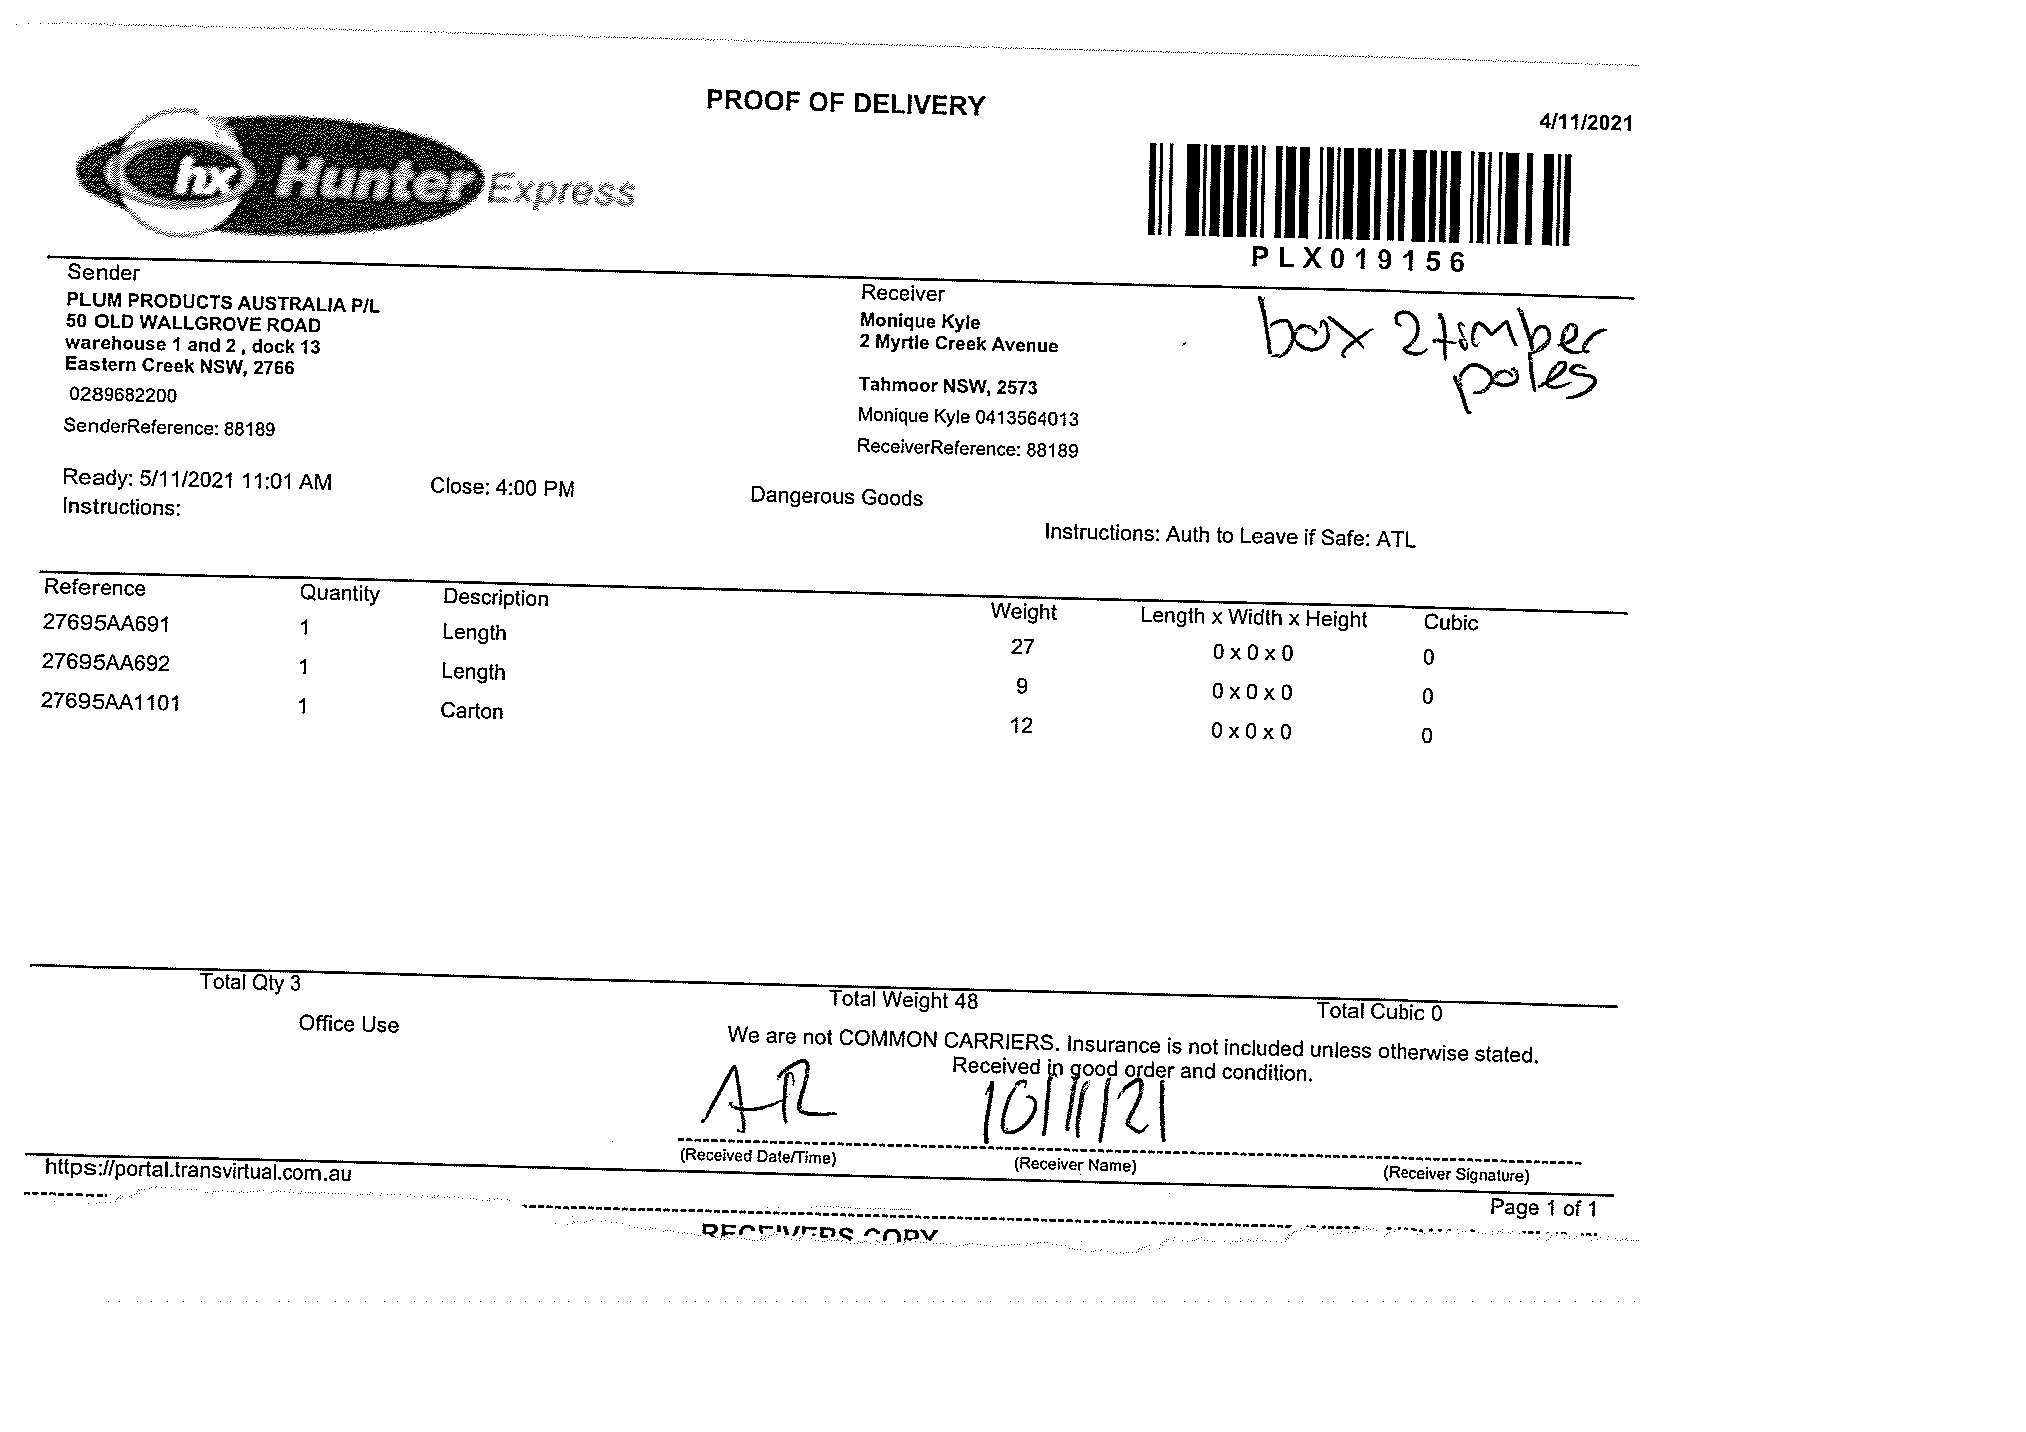 PROOF OF DELIVERY
4/11/2021
hx Hunter Express
PLX019156
Sender
PLUM PRODUCTS AUSTRALIA P/L
50 OLD WALLGROVE ROAD
warehouse 1 and 2 , dock 13
Eastern Creek NSW, 2766
0289682200
SenderReference: 88189
Receiver
Monique Kyle
2 Myrtle Creek Avenue
Tahmoor NSW, 2573
Monique Kyle 0413564013
ReceiverReference: 88189
box 2 timber
poles
Ready: 5/11/2021 11:01 AM Close: 4:00 PM Dangerous Goods
Instructions:
Instructions: Auth to Leave if Safe: ATL
Reference Quantity Description Weight Length x Width x Height Cubic
27695AA691 1 Length 27 0 x 0 x 0 0
27695AA692 1 Length 9 0 x 0 x 0 0
27695AA1101 1 Carton 12 0 x 0 x 0 0
Total Qty 3 Total Weight 48 Total Cubic 0
Office Use
We are not COMMON CARRIERS. Insurance is not included unless otherwise stated.
Received in good order and condition.
AR 10/11/21
(Received Date/Time) (Receiver Name) (Receiver Signature)
https://portal.transvirtual.com.au
Page 1 of 1
RECEIVERS COPY